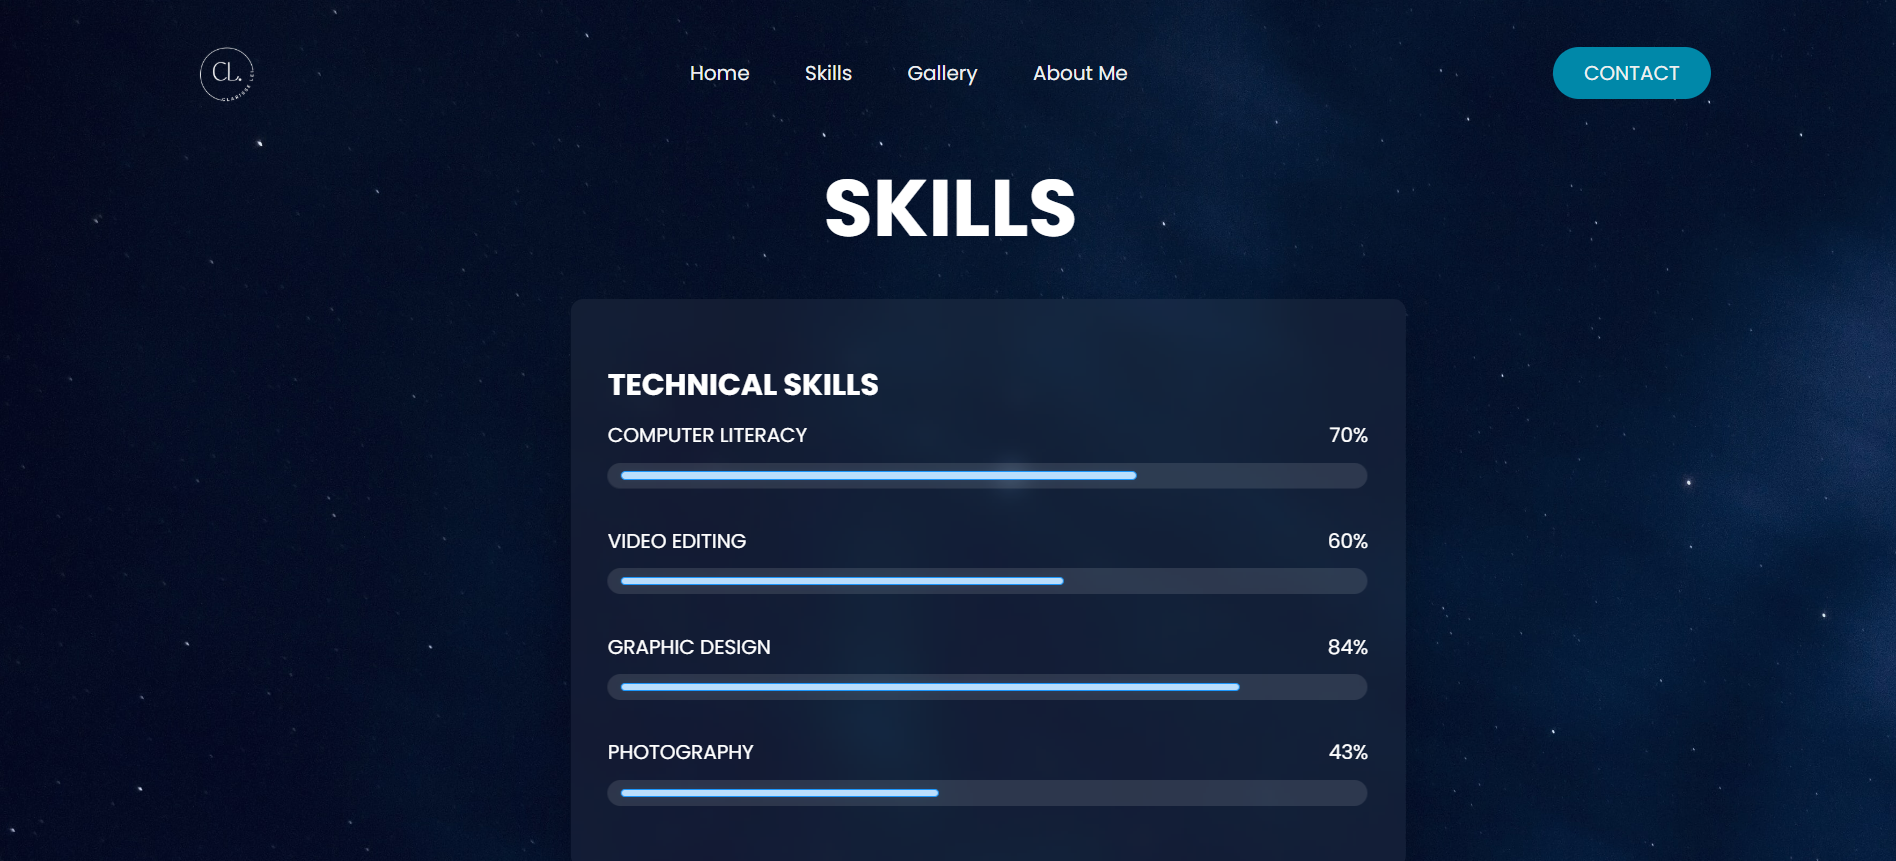 CL.
Home Skills Gallery About Me CONTACT
SKILLS
TECHNICAL SKILLS
COMPUTER LITERACY 70%
VIDEO EDITING 60%
GRAPHIC DESIGN 84%
PHOTOGRAPHY 43%